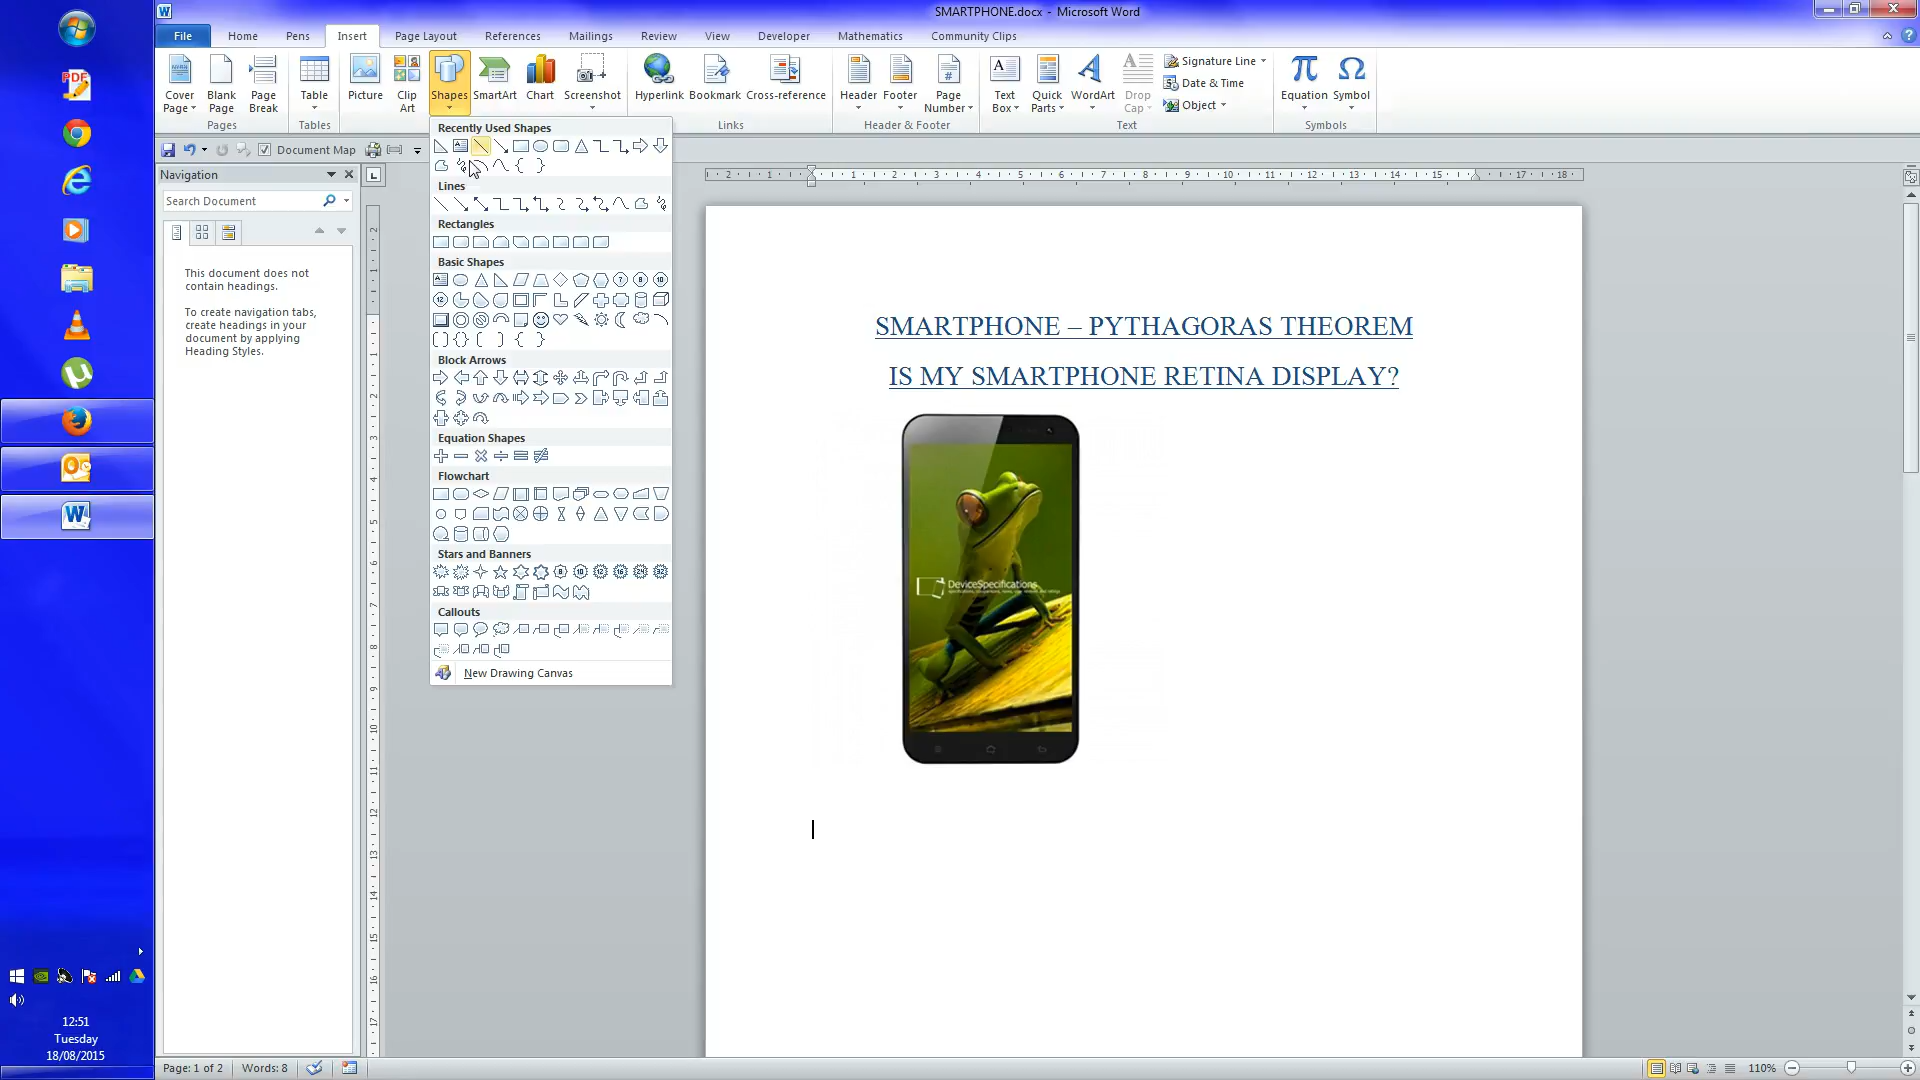 SMARTPHONE.docx - Microsoft Word
File Home Pens Insert Page Layout References Mailings Review View Developer Mathematics Community Clips
Cover Page
Blank Page
Page Break
Table
Picture
Clip Art
Shapes
SmartArt
Chart
Screenshot
Hyperlink
Bookmark
Cross-reference
Header
Footer
Page Number
Text Box
Quick Parts
WordArt
Drop Cap
Signature Line
Date & Time
Object
Equation
Symbol
Pages Tables Links Header & Footer Text Symbols
Document Map
Navigation
Search Document
This document does not
contain headings.
To create navigation tabs,
create headings in your
document by applying
Heading Styles.
Recently Used Shapes
Lines
Rectangles
Basic Shapes
Block Arrows
Equation Shapes
Flowchart
Stars and Banners
Callouts
New Drawing Canvas
SMARTPHONE – PYTHAGORAS THEOREM
IS MY SMARTPHONE RETINA DISPLAY?
DeviceSpecifications
12:51
Tuesday
18/08/2015
Page: 1 of 2 Words: 8 110%